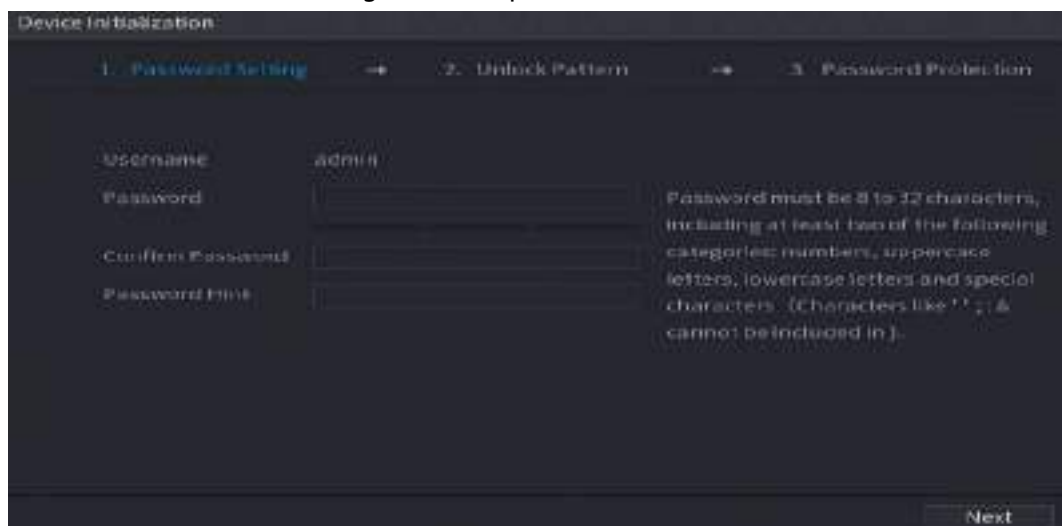 Device Initialization
1. Password Setting → 2. Unlock Pattern → 3. Password Protection
Username admin
Password
Password must be 8 to 32 characters,
including at least two of the following
Confirm Password
categories: numbers, uppercase
letters, lowercase letters and special
Password Hint
characters (Characters like ' " ; : &
cannot be included in ).
Next